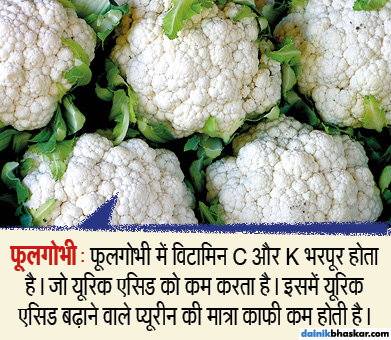 फूलगोभी : फूलगोभी में विटामिन C और K भरपूर होता
है। जो यूरिक एसिड को कम करता है। इसमें यूरिक
एसिड बढ़ाने वाले प्यूरीन की मात्रा काफी कम होती है।
dainikbhaskar.com